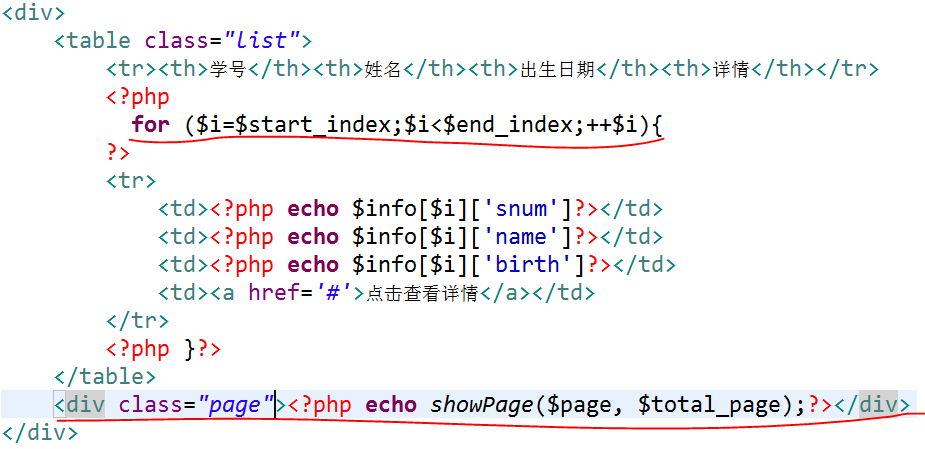 <div>
<table class="list">
<tr><th>学号</th><th>姓名</th><th>出生日期</th><th>详情</th></tr>
<?php
for ($i=$start_index;$i<$end_index;++$i){
?>
<tr>
<td><?php echo $info[$i]['snum']?></td>
<td><?php echo $info[$i]['name']?></td>
<td><?php echo $info[$i]['birth']?></td>
<td><a href='#'>点击查看详情</a></td>
</tr>
<?php }?>
</table>
<div class="page"><?php echo showPage($page, $total_page);?></div>
</div>